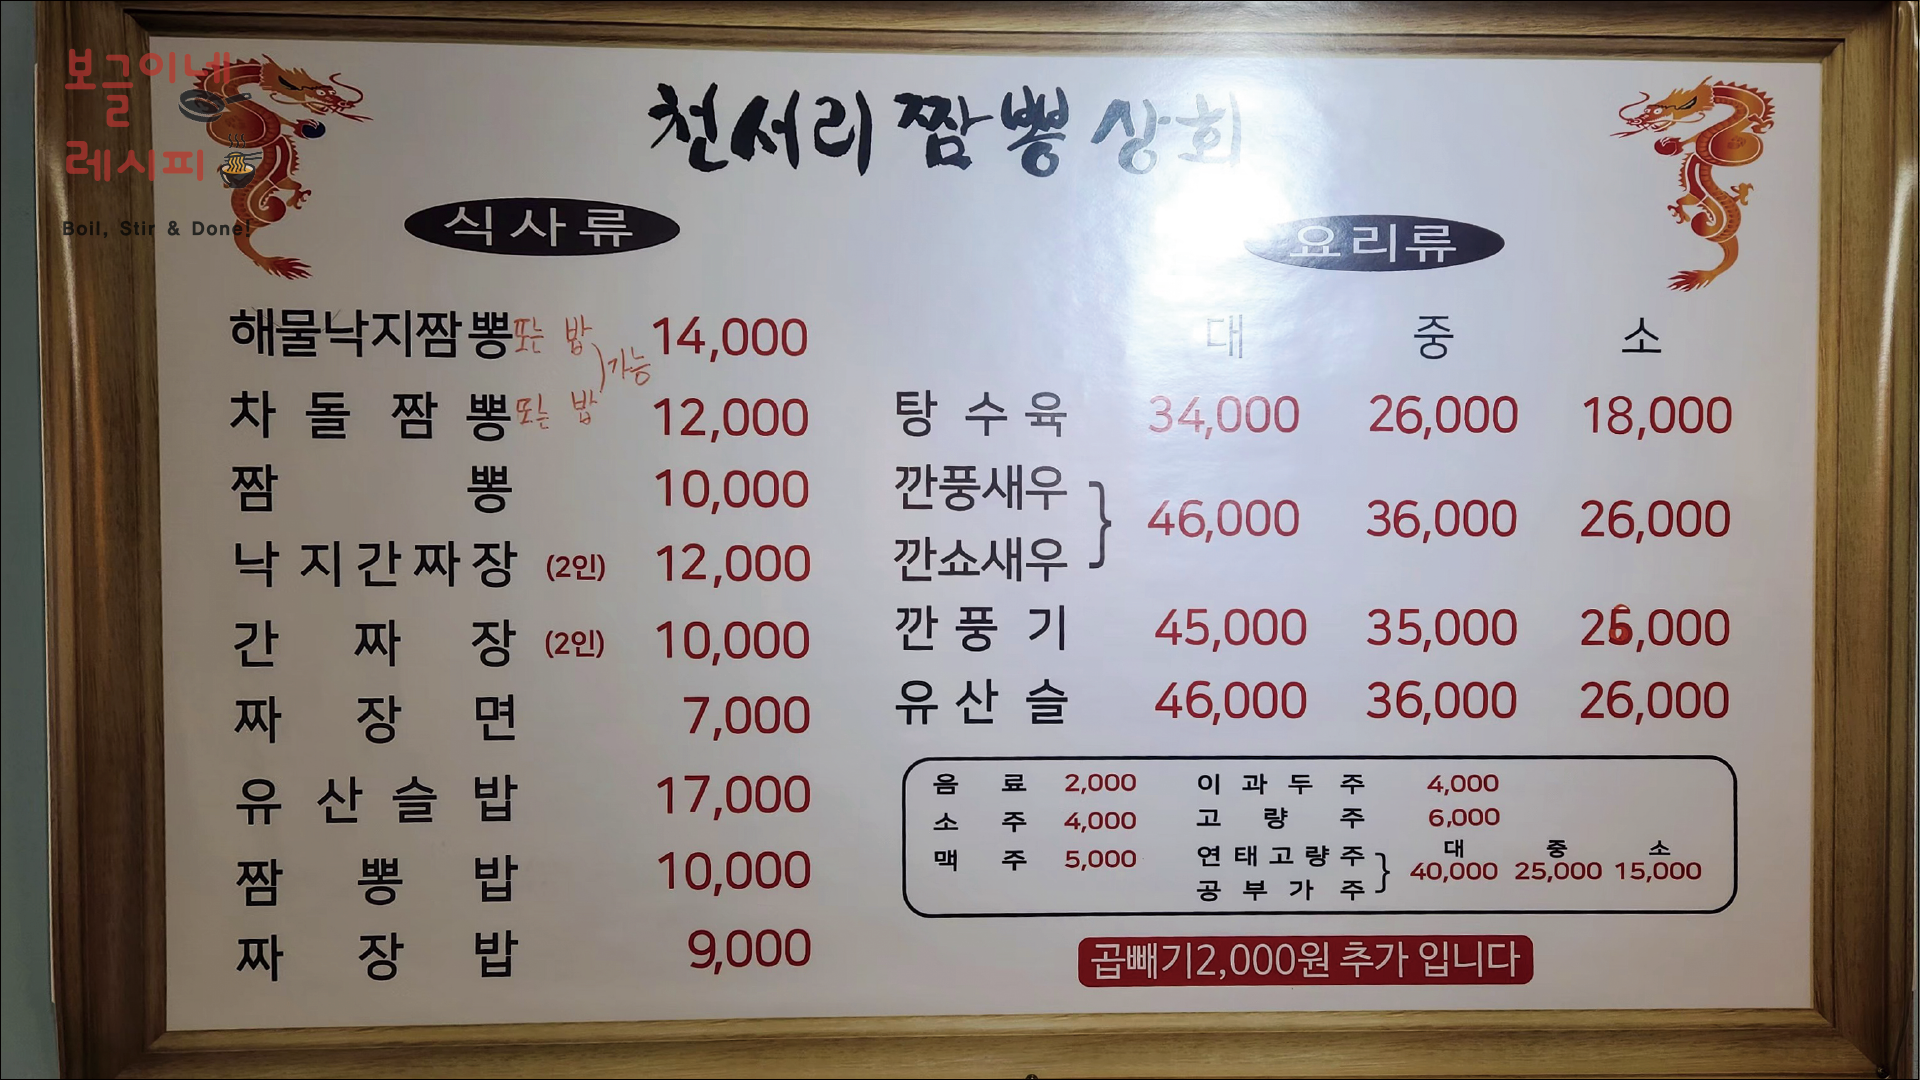 보글이네
레시피
Boil, Stir & Done!
천서리 짬뽕 상회
식사류
해물낙지짬뽕 또는 밥 14,000
가능
차돌짬뽕 또는 밥 12,000
짬뽕 10,000
낙지간짜장 (2인) 12,000
간짜장 (2인) 10,000
짜장면 7,000
유산슬밥 17,000
짬뽕밥 10,000
짜장밥 9,000
요리류
대 중 소
탕수육 34,000 26,000 18,000
깐풍새우
깐쇼새우 } 46,000 36,000 26,000
깐풍기 45,000 35,000 26,000
유산슬 46,000 36,000 26,000
음료 2,000 이과두주 4,000
소주 4,000 고량주 6,000
맥주 5,000 연태고량주 대 중 소
공부가주 } 40,000 25,000 15,000
곱빼기2,000원 추가 입니다